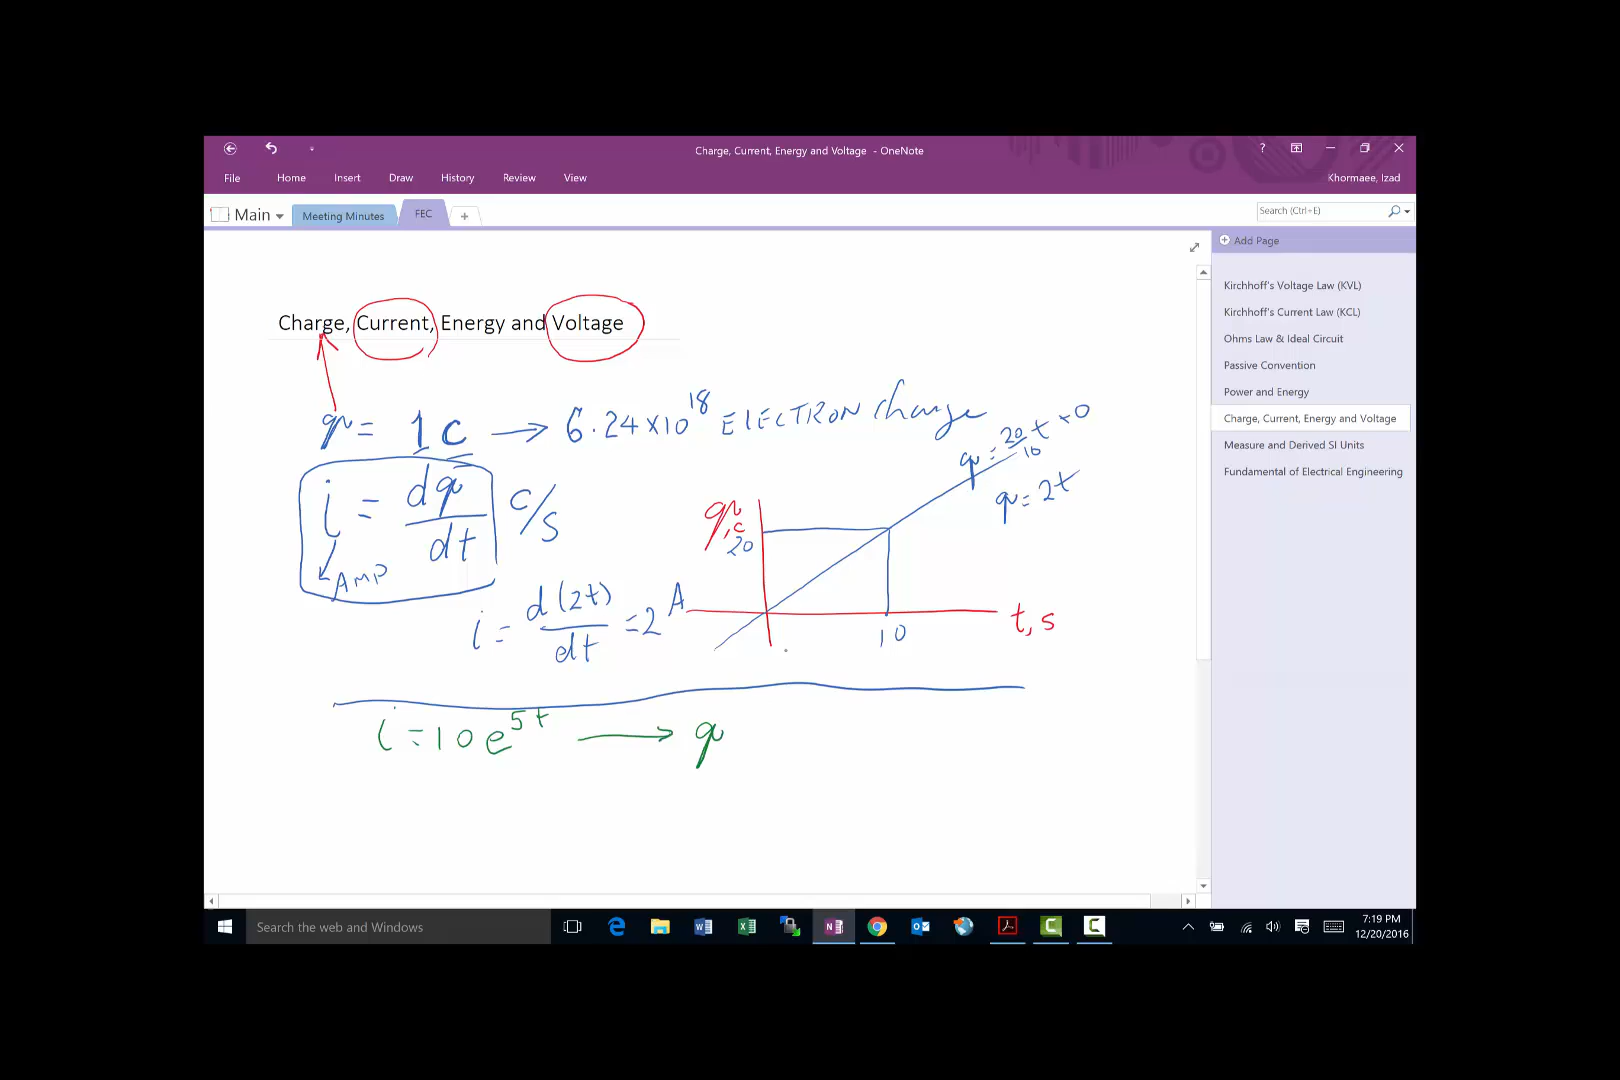 Charge, Current, Energy and Voltage - OneNote
?
File Home Insert Draw History Review View
Khormaee, Izad
Main Meeting Minutes FEC +
Search (Ctrl+E)
Add Page
Kirchhoff's Voltage Law (KVL)
Kirchhoff's Current Law (KCL)
Ohms Law & Ideal Circuit
Passive Convention
Power and Energy
Charge, Current, Energy and Voltage
Measure and Derived SI Units
Fundamental of Electrical Engineering
Charge, Current, Energy and Voltage
q = 1 C → 6.24×10^18 ELECTRON charge
i = dq/dt C/S
AMP
q, C
20
10
t, s
q = 20/10 t + 0
q = 2t
i = d(2t)/dt = 2 A
i = 10 e^5t → q
Search the web and Windows
7:19 PM
12/20/2016